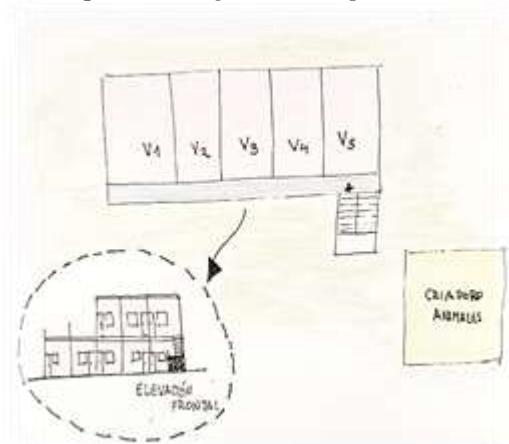 V1 V2 V3 V4 V5
CRIADERO
ANIMALES
ELEVACIÓN
FRONTAL